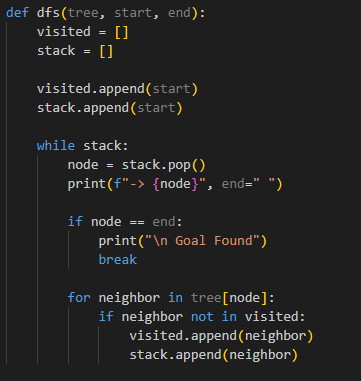 def dfs(tree, start, end):
    visited = []
    stack = []

    visited.append(start)
    stack.append(start)

    while stack:
        node = stack.pop()
        print(f"-> {node}", end=" ")

        if node == end:
            print("\n Goal Found")
            break

        for neighbor in tree[node]:
            if neighbor not in visited:
                visited.append(neighbor)
                stack.append(neighbor)